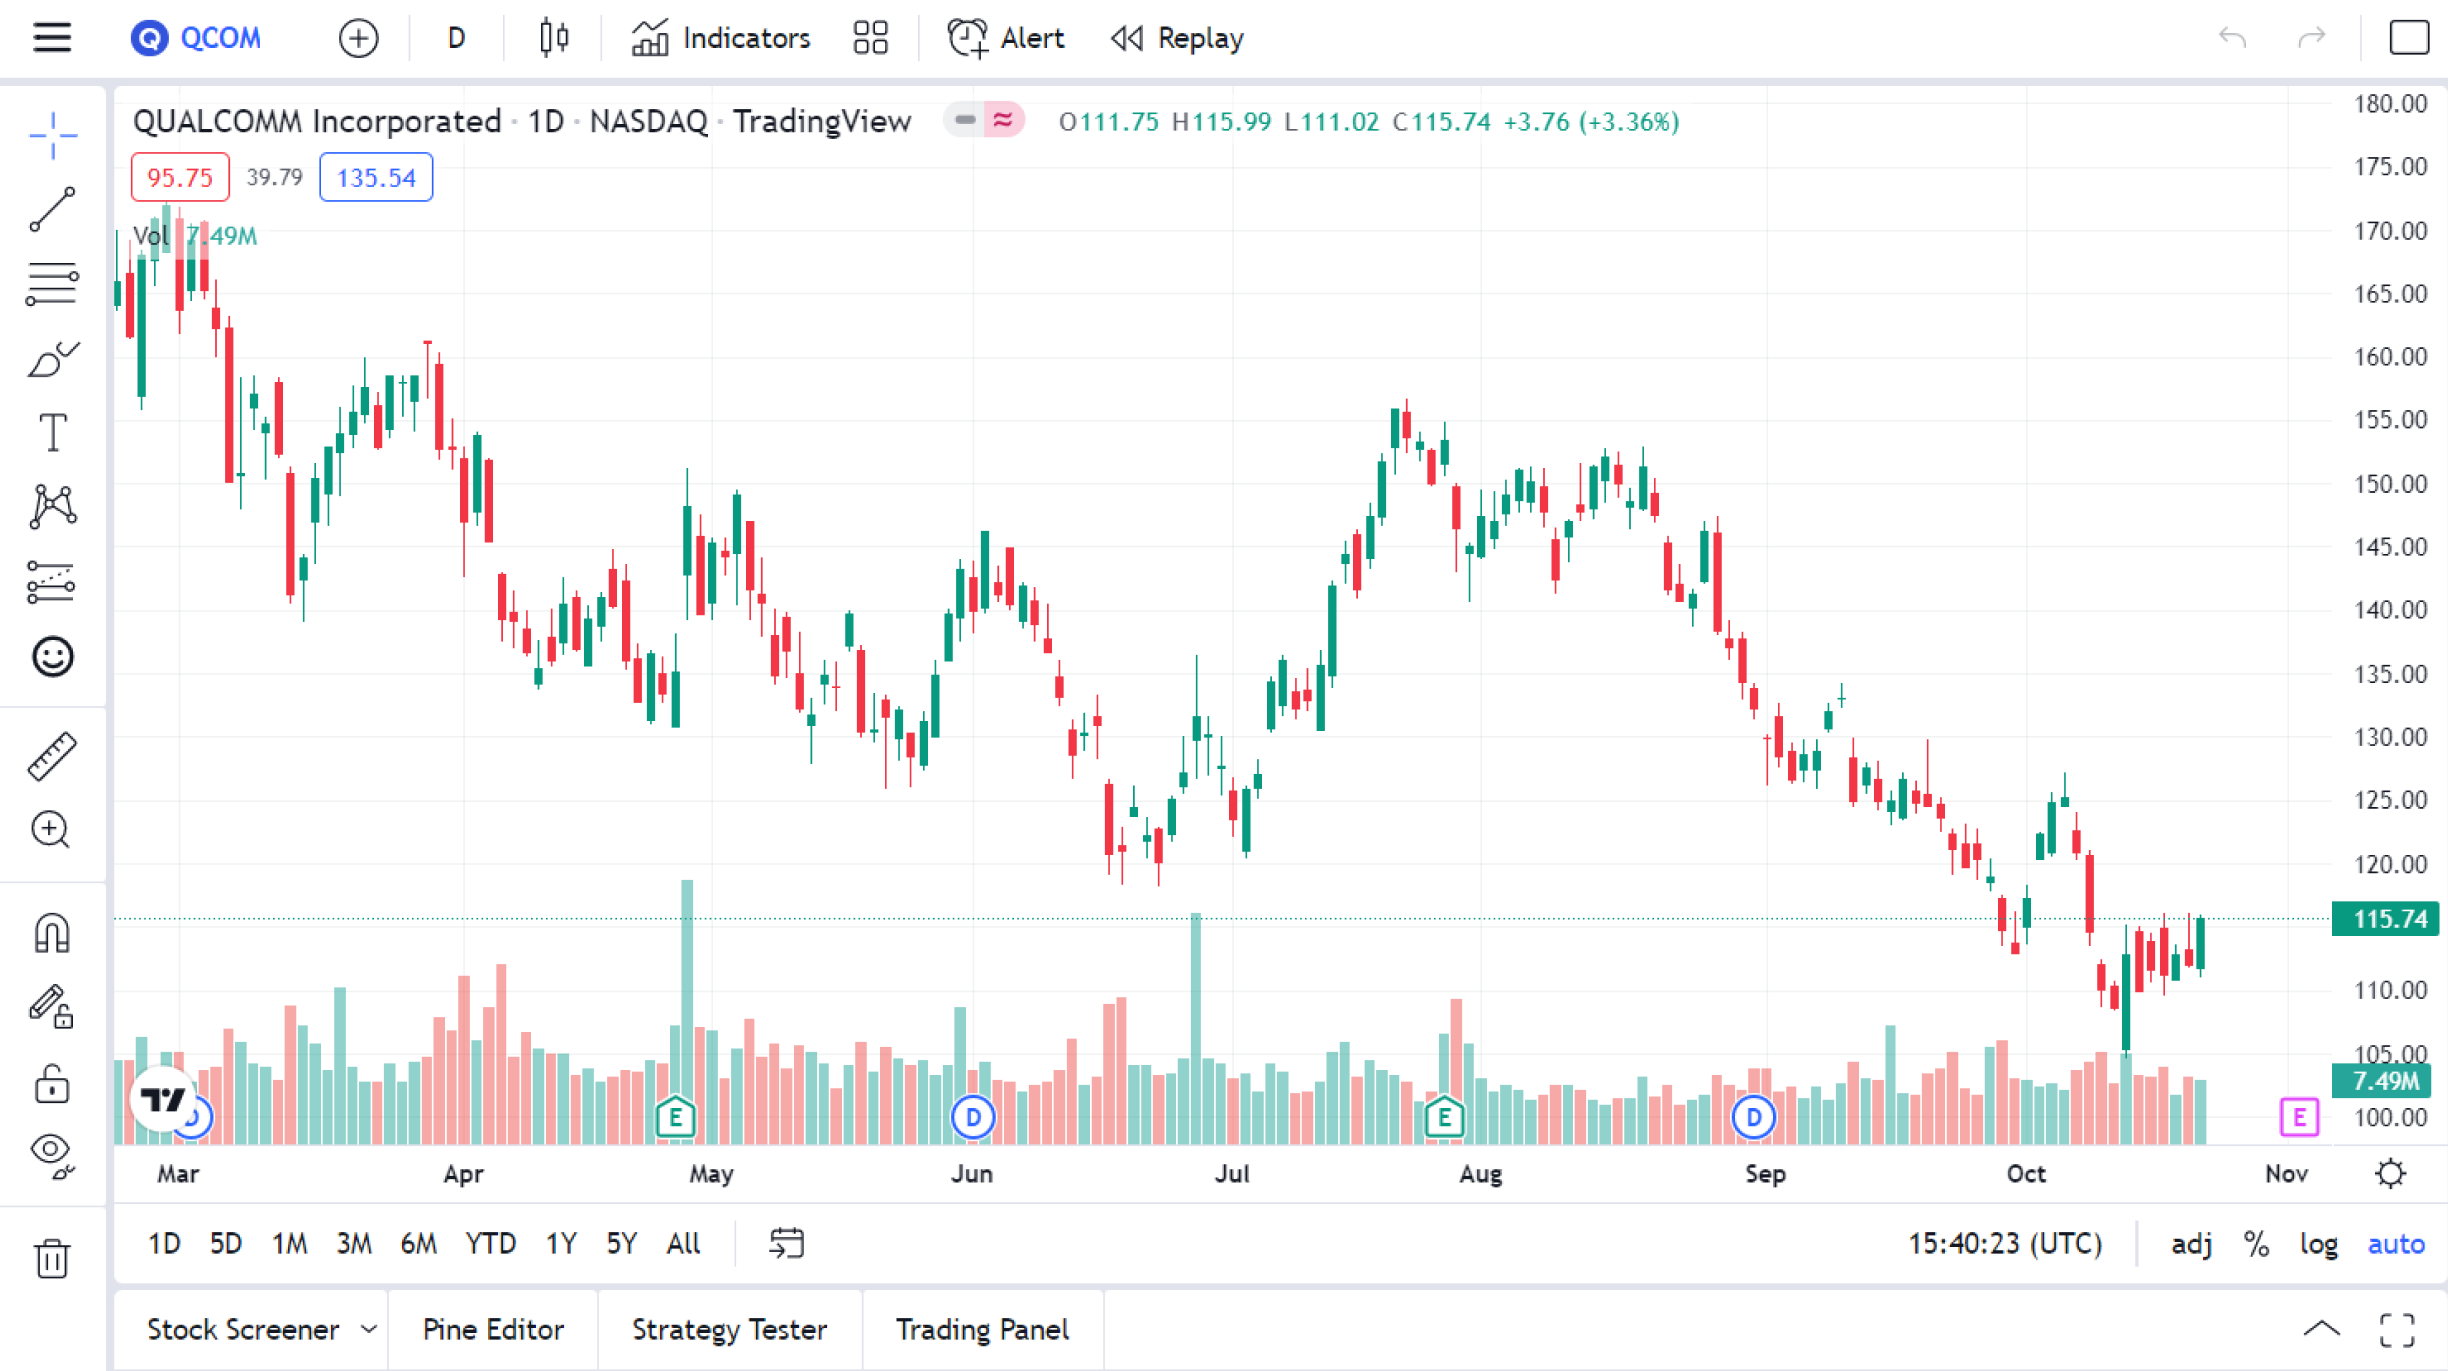 QCOM D Indicators Alert Replay
QUALCOMM Incorporated · 1D · NASDAQ · TradingView O111.75 H115.99 L111.02 C115.74 +3.76 (+3.36%)
95.75 39.79 135.54
Vol 7.49M
180.00
175.00
170.00
165.00
160.00
155.00
150.00
145.00
140.00
135.00
130.00
125.00
120.00
115.74
110.00
105.00
7.49M
100.00
D E D E D E
Mar Apr May Jun Jul Aug Sep Oct Nov
1D 5D 1M 3M 6M YTD 1Y 5Y All 15:40:23 (UTC) adj % log auto
Stock Screener Pine Editor Strategy Tester Trading Panel